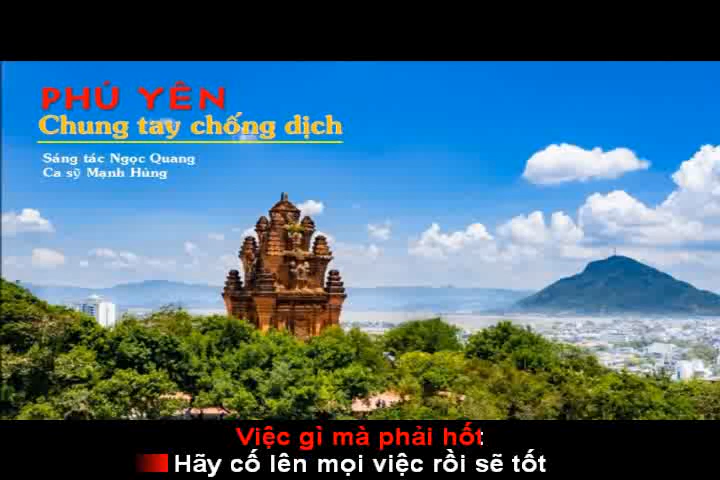 PHÚ YÊN
Chung tay chống dịch
Sáng tác Ngọc Quang
Ca sỹ Mạnh Hùng
Việc gì mà phải hốt
Hãy cố lên mọi việc rồi sẽ tốt